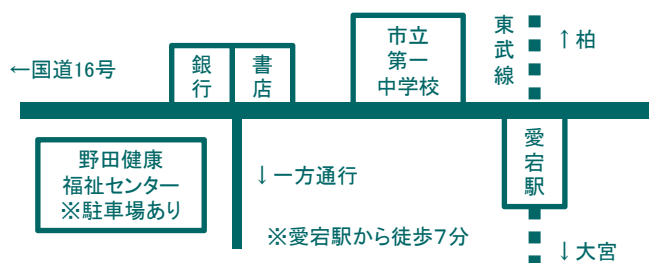 ←国道16号
銀行
書店
市立
第一
中学校
東武線
↑柏
野田健康
福祉センター
※駐車場あり
↓一方通行
愛宕駅
※愛宕駅から徒歩7分
↓大宮